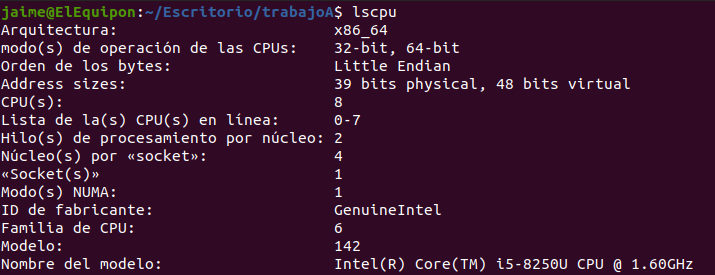 jaime@ElEquipon:~/Escritorio/trabajoA$ lscpu
Arquitectura: x86_64
modo(s) de operación de las CPUs: 32-bit, 64-bit
Orden de los bytes: Little Endian
Address sizes: 39 bits physical, 48 bits virtual
CPU(s): 8
Lista de la(s) CPU(s) en línea: 0-7
Hilo(s) de procesamiento por núcleo: 2
Núcleo(s) por «socket»: 4
«Socket(s)» 1
Modo(s) NUMA: 1
ID de fabricante: GenuineIntel
Familia de CPU: 6
Modelo: 142
Nombre del modelo: Intel(R) Core(TM) i5-8250U CPU @ 1.60GHz